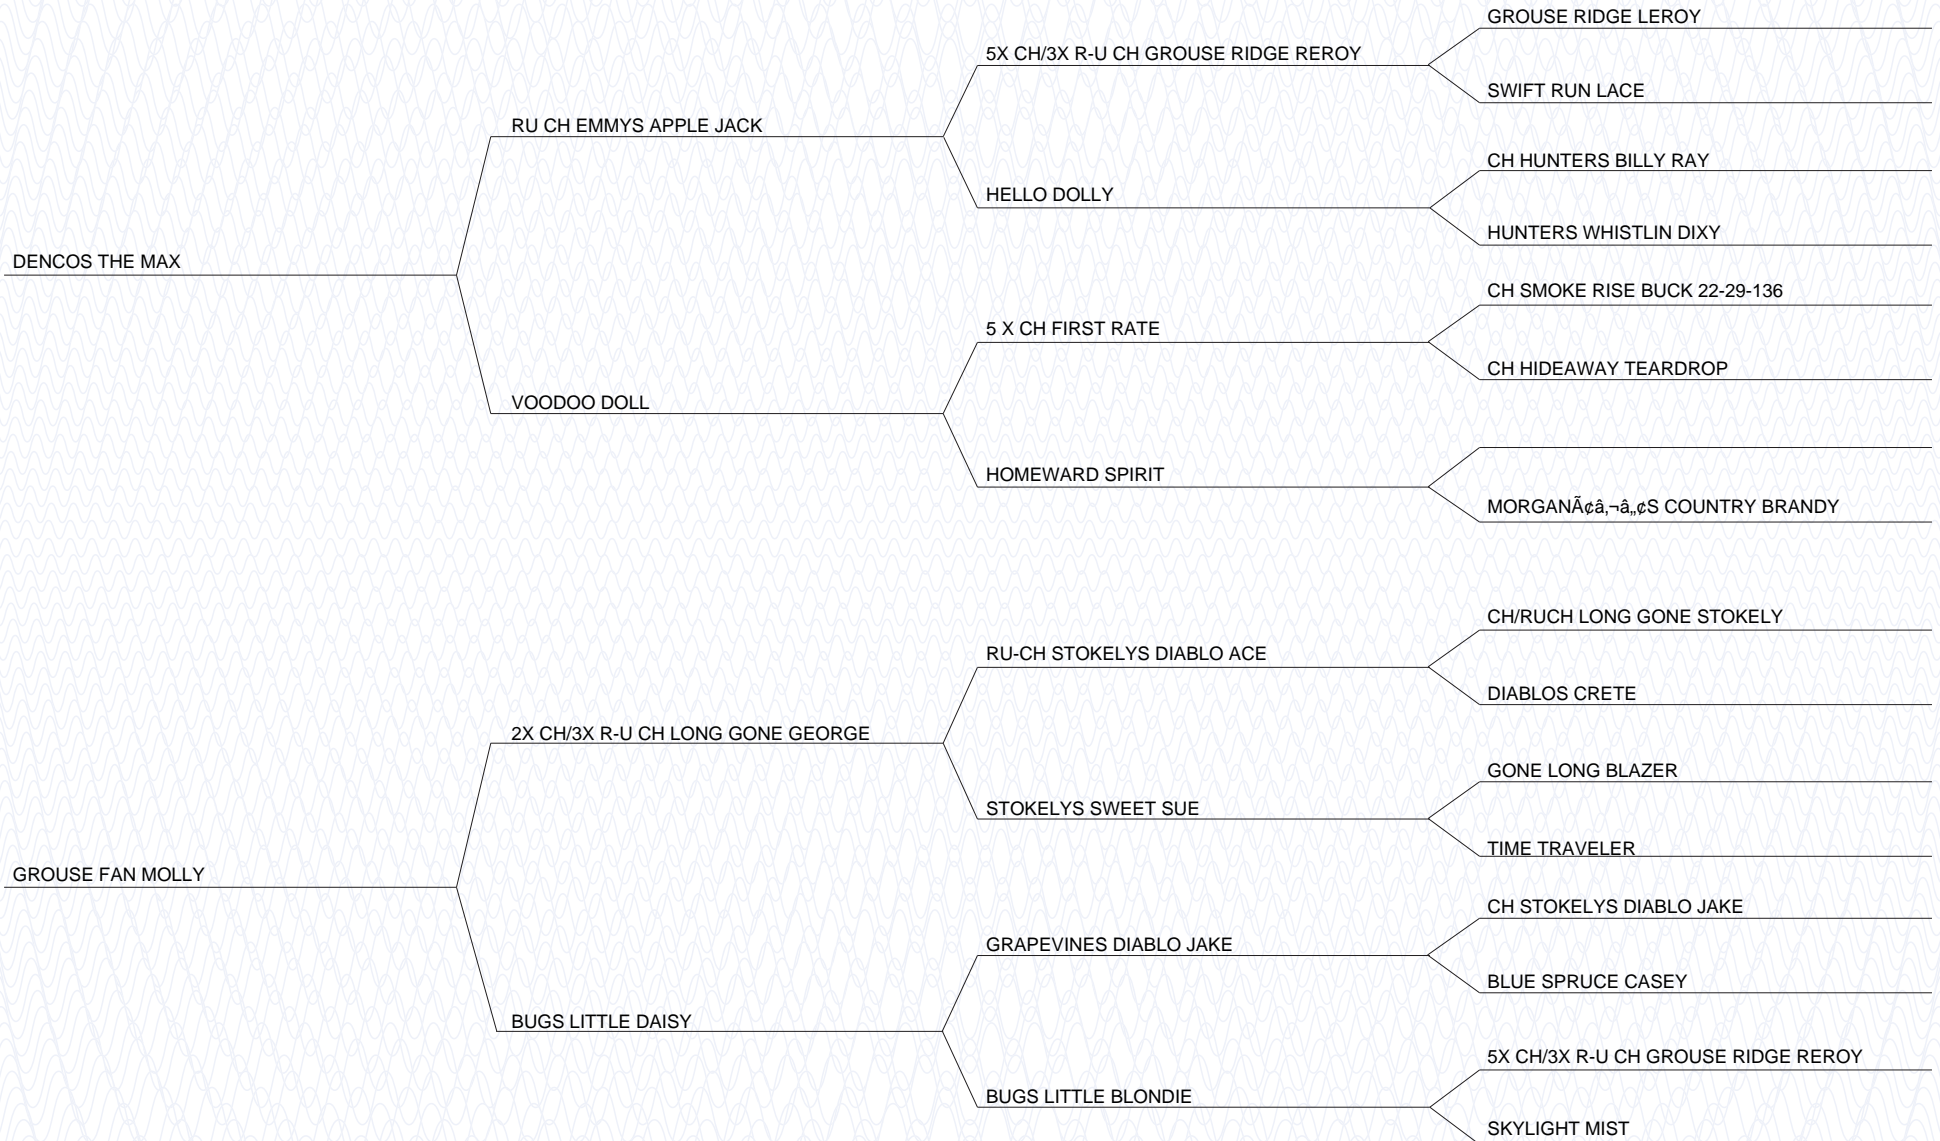 GROUSE RIDGE LEROY
5X CH/3X R-U CH GROUSE RIDGE REROY
SWIFT RUN LACE
RU CH EMMYS APPLE JACK
CH HUNTERS BILLY RAY
HELLO DOLLY
HUNTERS WHISTLIN DIXY
DENCOS THE MAX
CH SMOKE RISE BUCK 22-29-136
5 X CH FIRST RATE
CH HIDEAWAY TEARDROP
VOODOO DOLL
HOMEWARD SPIRIT
MORGANÃ¢â‚¬â„¢S COUNTRY BRANDY
CH/RUCH LONG GONE STOKELY
RU-CH STOKELYS DIABLO ACE
DIABLOS CRETE
2X CH/3X R-U CH LONG GONE GEORGE
GONE LONG BLAZER
STOKELYS SWEET SUE
TIME TRAVELER
GROUSE FAN MOLLY
CH STOKELYS DIABLO JAKE
GRAPEVINES DIABLO JAKE
BLUE SPRUCE CASEY
BUGS LITTLE DAISY
5X CH/3X R-U CH GROUSE RIDGE REROY
BUGS LITTLE BLONDIE
SKYLIGHT MIST